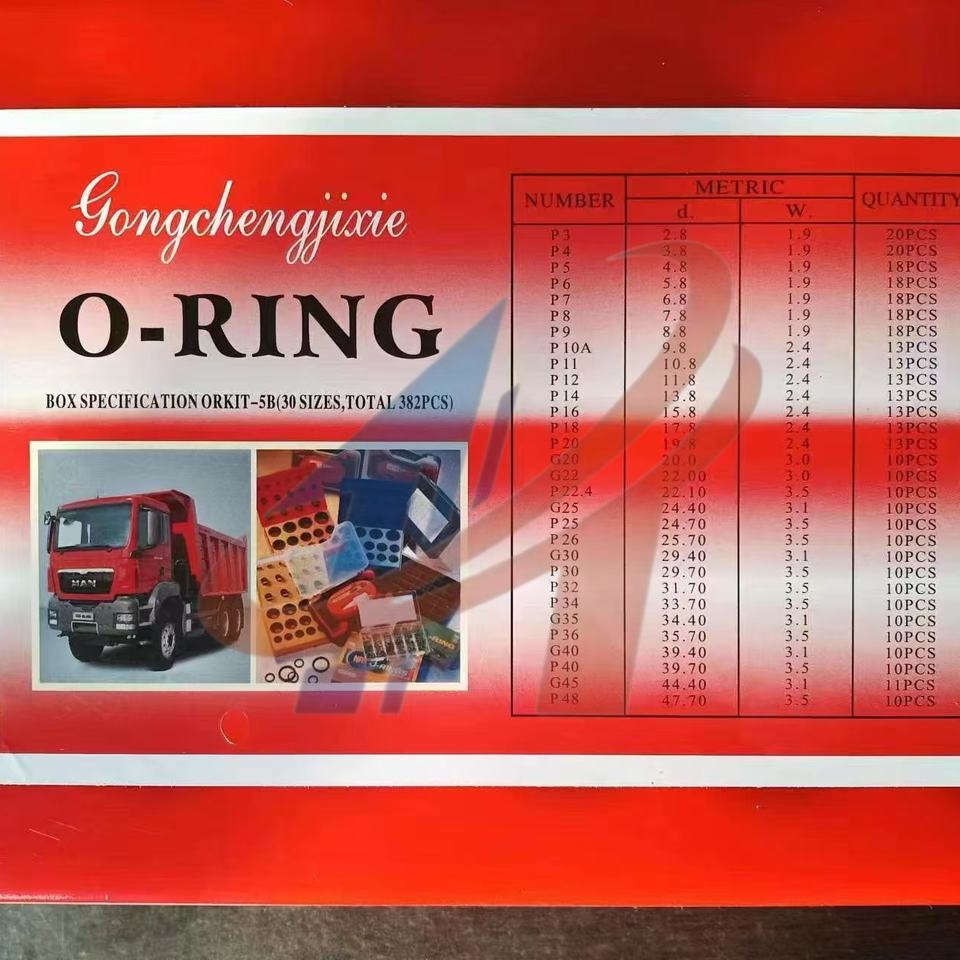 Gongchengjixie
O-RING
BOX SPECIFICATION ORKIT-5B(30 SIZES,TOTAL 382PCS)
MAN
O-RINGS
RING
NUMBER METRIC QUANTITY
d. W.
P3 2.8 1.9 20PCS
P4 3.8 1.9 20PCS
P5 4.8 1.9 18PCS
P6 5.8 1.9 18PCS
P7 6.8 1.9 18PCS
P8 7.8 1.9 18PCS
P9 8.8 1.9 18PCS
P10A 9.8 2.4 13PCS
P11 10.8 2.4 13PCS
P12 11.8 2.4 13PCS
P14 13.8 2.4 13PCS
P16 15.8 2.4 13PCS
P18 17.8 2.4 13PCS
P20 19.8 2.4 13PCS
G20 20.0 3.0 10PCS
G22 22.00 3.0 10PCS
P22.4 22.10 3.5 10PCS
G25 24.40 3.1 10PCS
P25 24.70 3.5 10PCS
P26 25.70 3.5 10PCS
G30 29.40 3.1 10PCS
P30 29.70 3.5 10PCS
P32 31.70 3.5 10PCS
P34 33.70 3.5 10PCS
G35 34.40 3.1 10PCS
P36 35.70 3.5 10PCS
G40 39.40 3.1 10PCS
P40 39.70 3.5 10PCS
G45 44.40 3.1 11PCS
P48 47.70 3.5 10PCS